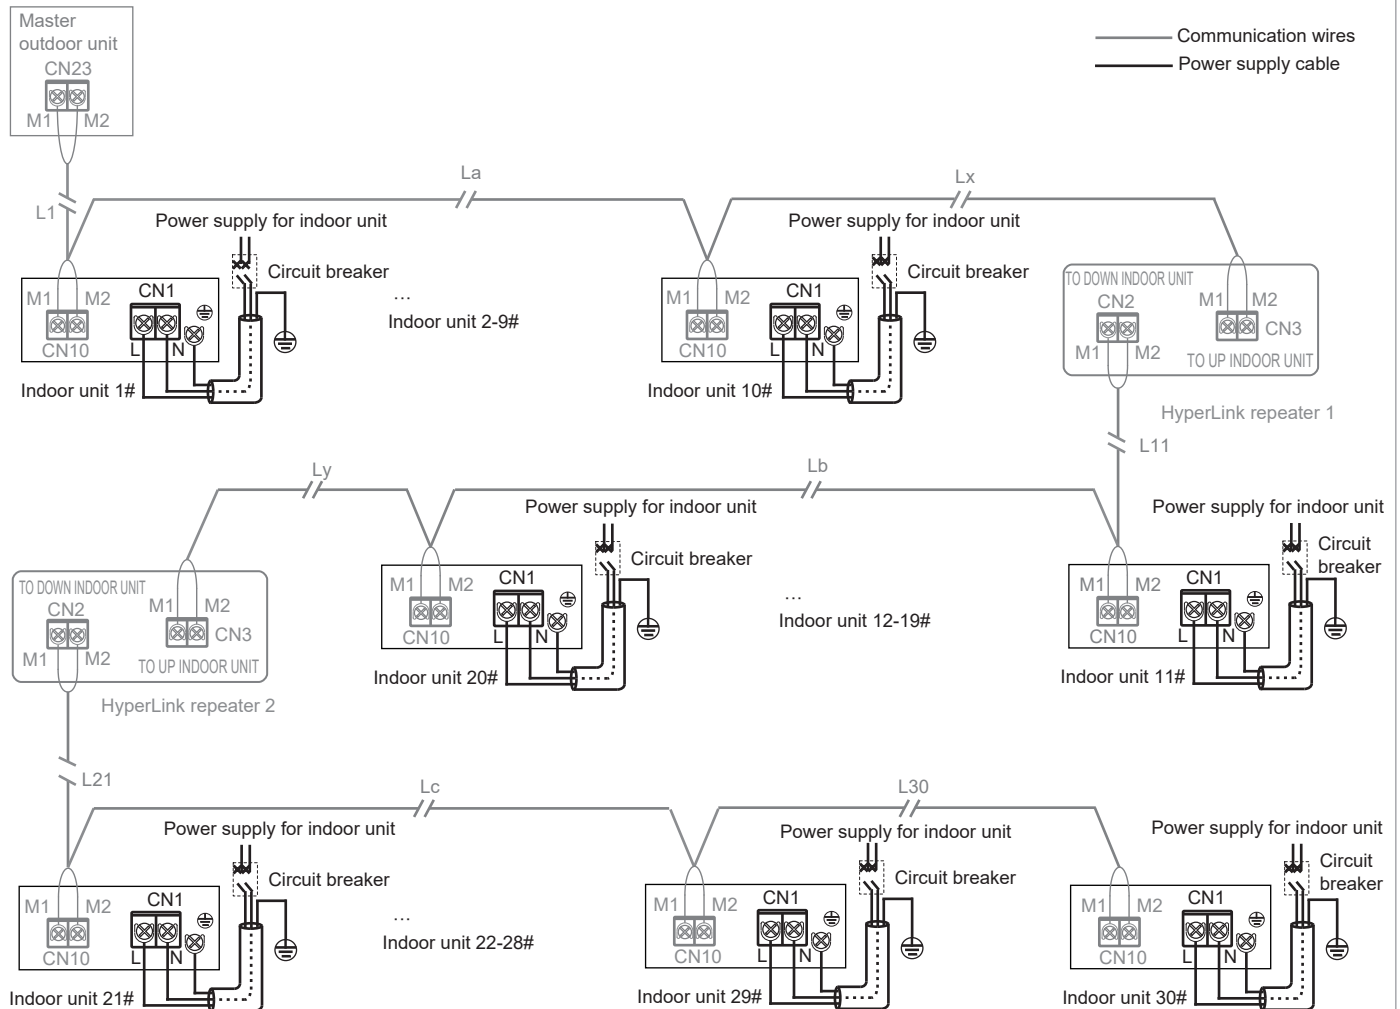 Master
outdoor unit
CN23
M1 M2
Communication wires
Power supply cable
L1
La
Lx
Power supply for indoor unit
Circuit breaker
M1 M2
CN1
CN10
L N
Indoor unit 1#
...
Indoor unit 2-9#
Power supply for indoor unit
Circuit breaker
M1 M2
CN1
CN10
L N
Indoor unit 10#
TO DOWN INDOOR UNIT
CN2
M1 M2
M1 M2
CN3
TO UP INDOOR UNIT
HyperLink repeater 1
L11
Ly
Lb
TO DOWN INDOOR UNIT
CN2
M1 M2
M1 M2
CN3
TO UP INDOOR UNIT
HyperLink repeater 2
Power supply for indoor unit
Circuit breaker
M1 M2
CN1
CN10
L N
Indoor unit 20#
...
Indoor unit 12-19#
Power supply for indoor unit
Circuit
breaker
M1 M2
CN1
CN10
L N
Indoor unit 11#
L21
Lc
L30
Power supply for indoor unit
Circuit breaker
M1 M2
CN1
CN10
L N
Indoor unit 21#
...
Indoor unit 22-28#
Power supply for indoor unit
Circuit breaker
M1 M2
CN1
CN10
L N
Indoor unit 29#
Power supply for indoor unit
Circuit
breaker
M1 M2
CN1
CN10
L N
Indoor unit 30#